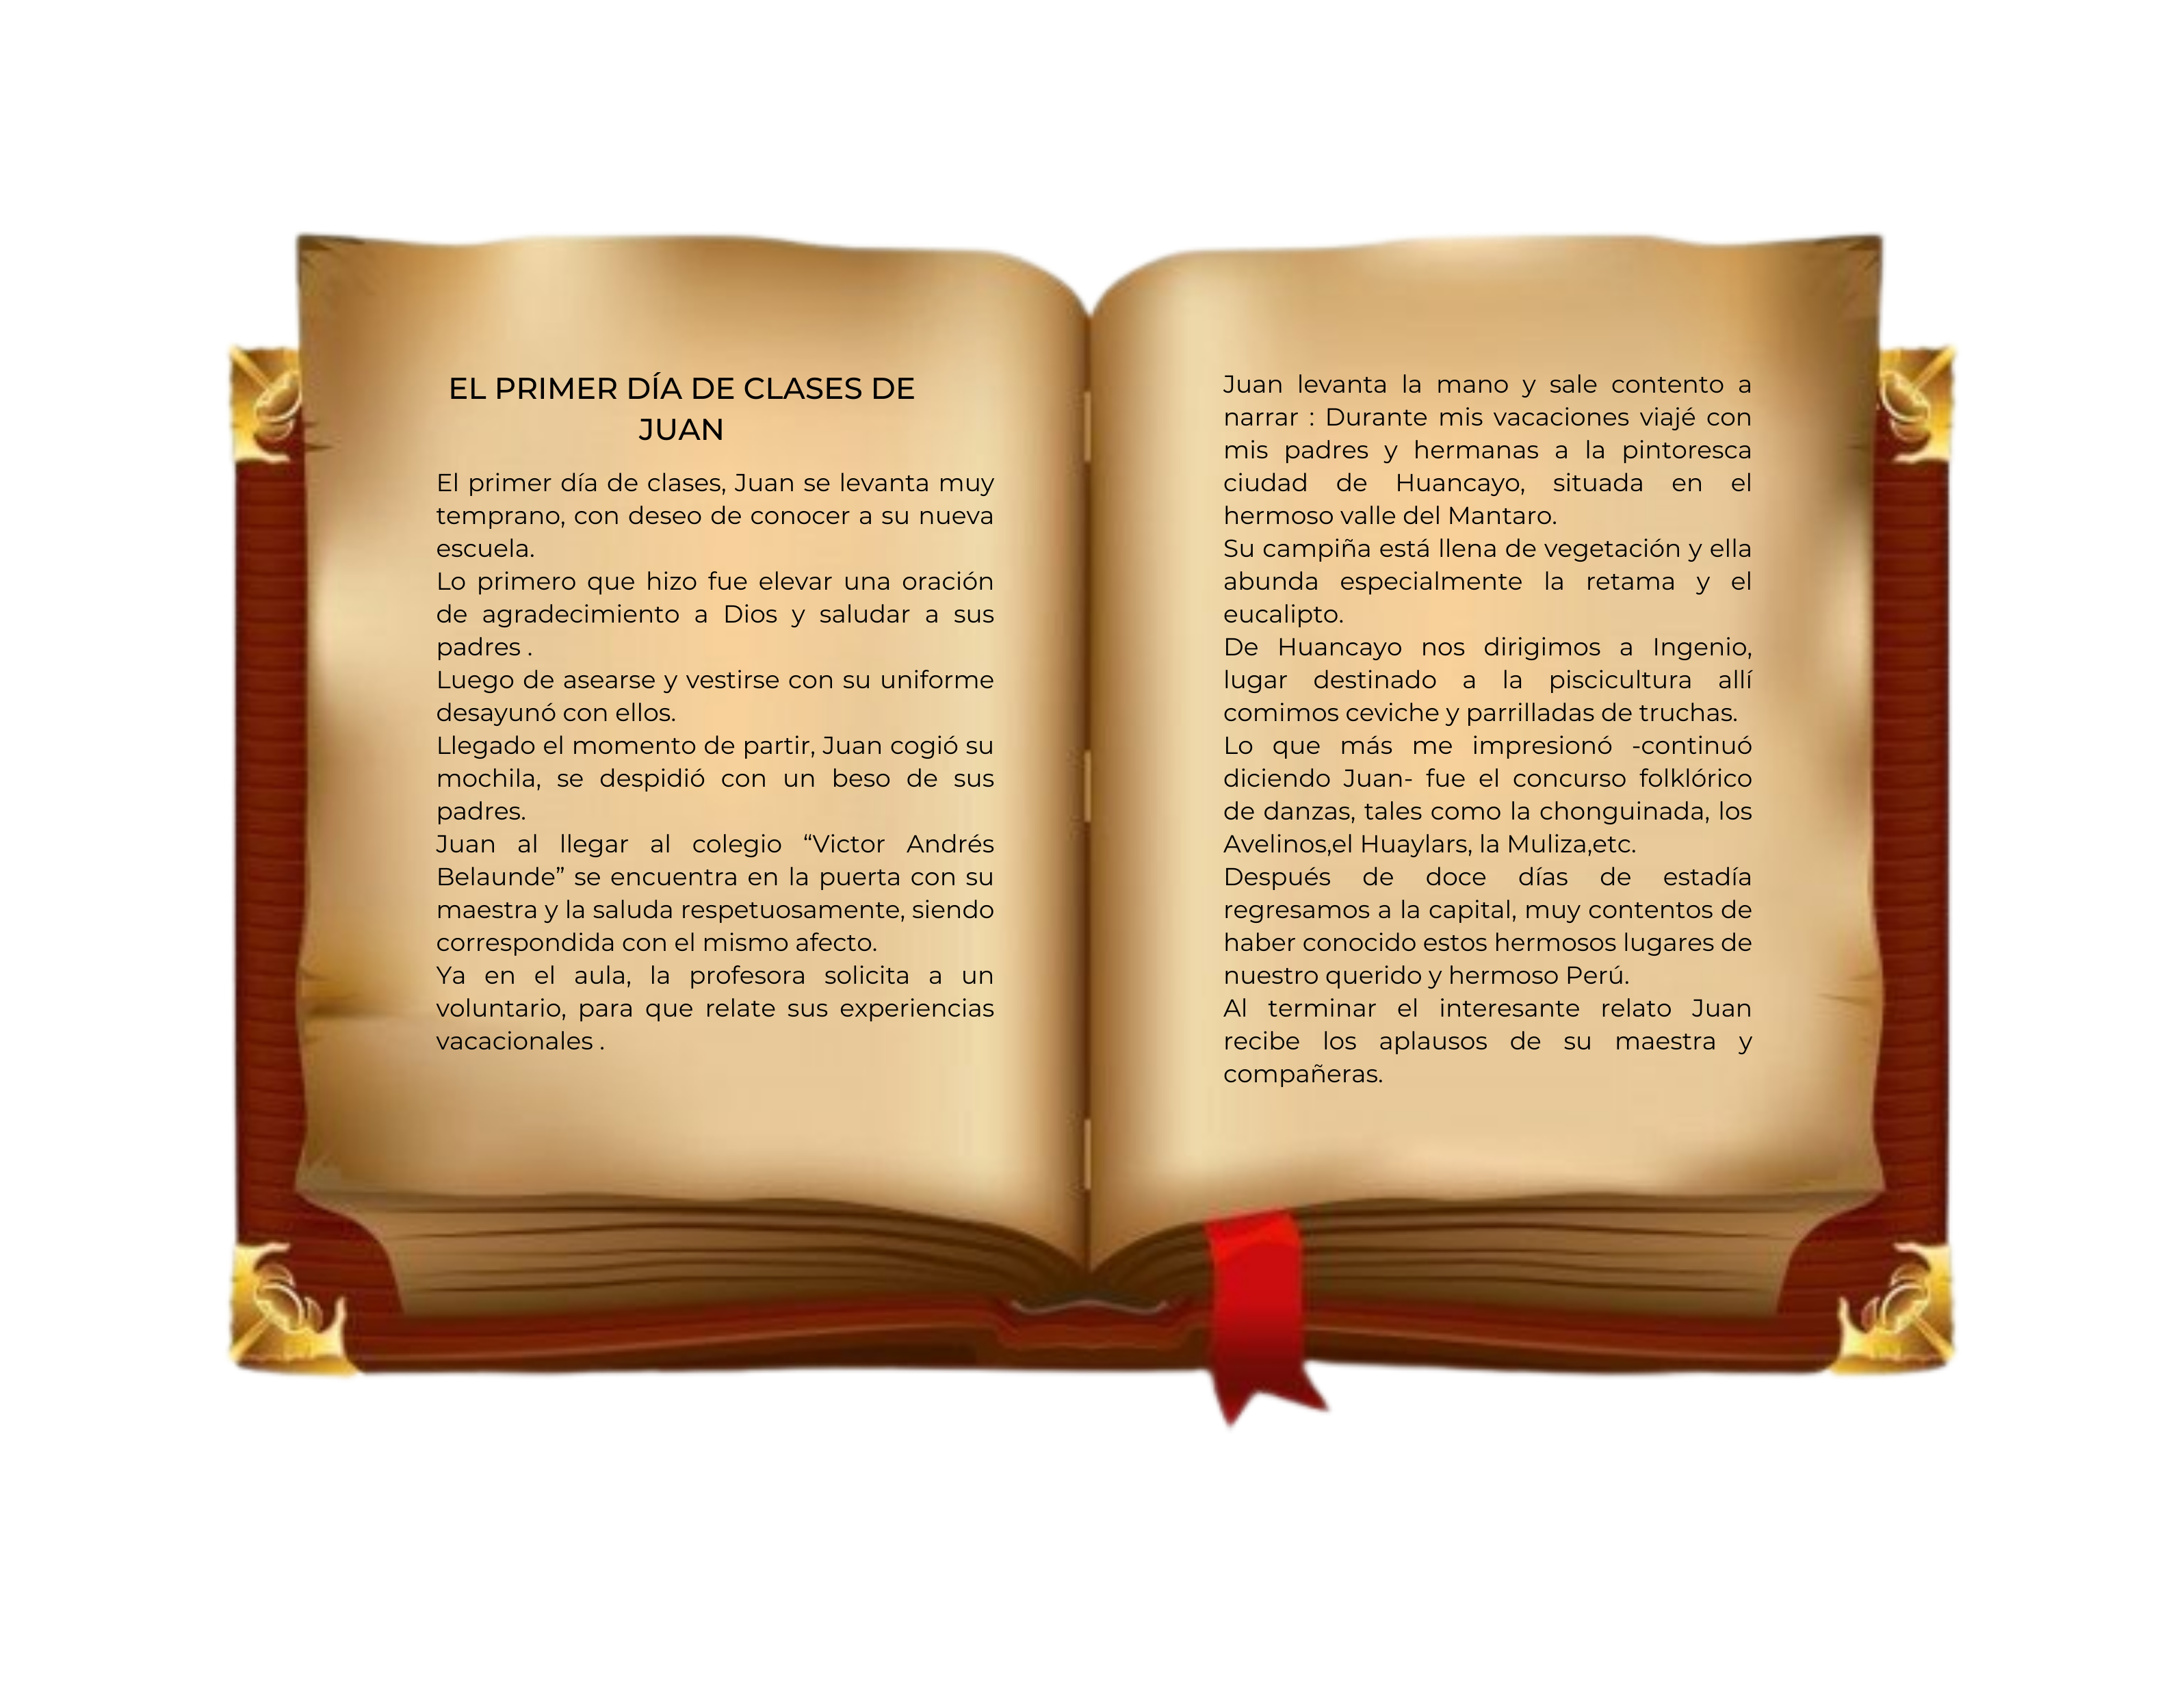 EL PRIMER DÍA DE CLASES DE
JUAN
El primer día de clases, Juan se levanta muy
temprano, con deseo de conocer a su nueva
escuela.
Lo primero que hizo fue elevar una oración
de agradecimiento a Dios y saludar a sus
padres .
Luego de asearse y vestirse con su uniforme
desayunó con ellos.
Llegado el momento de partir, Juan cogió su
mochila, se despidió con un beso de sus
padres.
Juan al llegar al colegio “Victor Andrés
Belaunde” se encuentra en la puerta con su
maestra y la saluda respetuosamente, siendo
correspondida con el mismo afecto.
Ya en el aula, la profesora solicita a un
voluntario, para que relate sus experiencias
vacacionales .
Juan levanta la mano y sale contento a
narrar : Durante mis vacaciones viajé con
mis padres y hermanas a la pintoresca
ciudad de Huancayo, situada en el
hermoso valle del Mantaro.
Su campiña está llena de vegetación y ella
abunda especialmente la retama y el
eucalipto.
De Huancayo nos dirigimos a Ingenio,
lugar destinado a la piscicultura allí
comimos ceviche y parrilladas de truchas.
Lo que más me impresionó -continuó
diciendo Juan- fue el concurso folklórico
de danzas, tales como la chonguinada, los
Avelinos,el Huaylars, la Muliza,etc.
Después de doce días de estadía
regresamos a la capital, muy contentos de
haber conocido estos hermosos lugares de
nuestro querido y hermoso Perú.
Al terminar el interesante relato Juan
recibe los aplausos de su maestra y
compañeras.